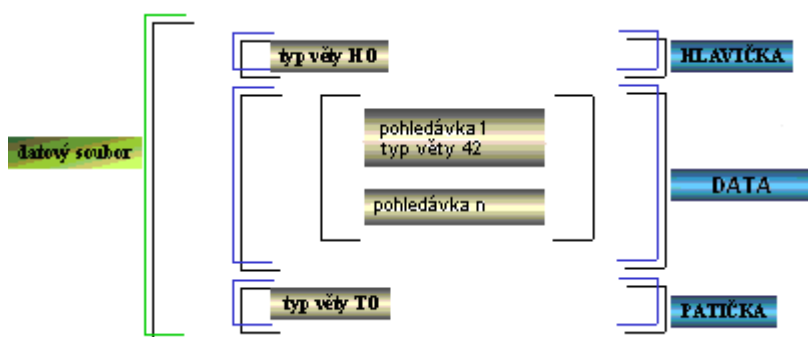 typ věty H0
HLAVIČKA
pohledávka 1
typ věty 42
datový soubor
DATA
pohledávka n
typ věty T0
PATIČKA